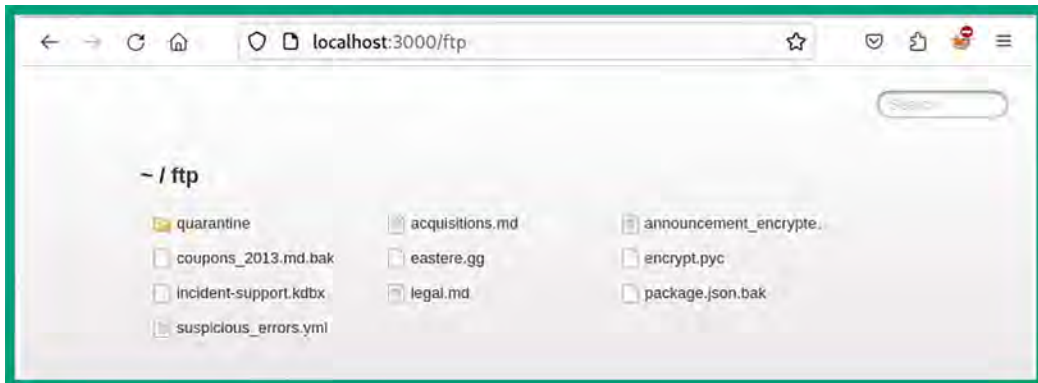 localhost:3000/ftp
Search
~ / ftp
quarantine acquisitions.md announcement_encrypte.
coupons_2013.md.bak eastere.gg encrypt.pyc
incident-support.kdbx legal.md package.json.bak
suspicious_errors.yml